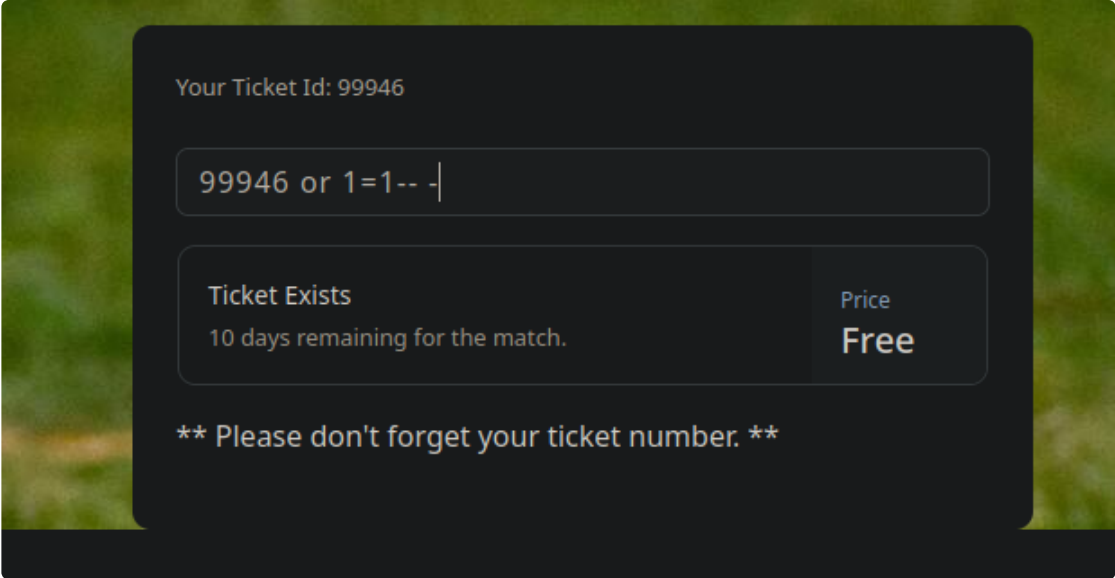 Your Ticket Id: 99946
99946 or 1=1-- -
Ticket Exists
10 days remaining for the match.
Price
Free
** Please don't forget your ticket number. **